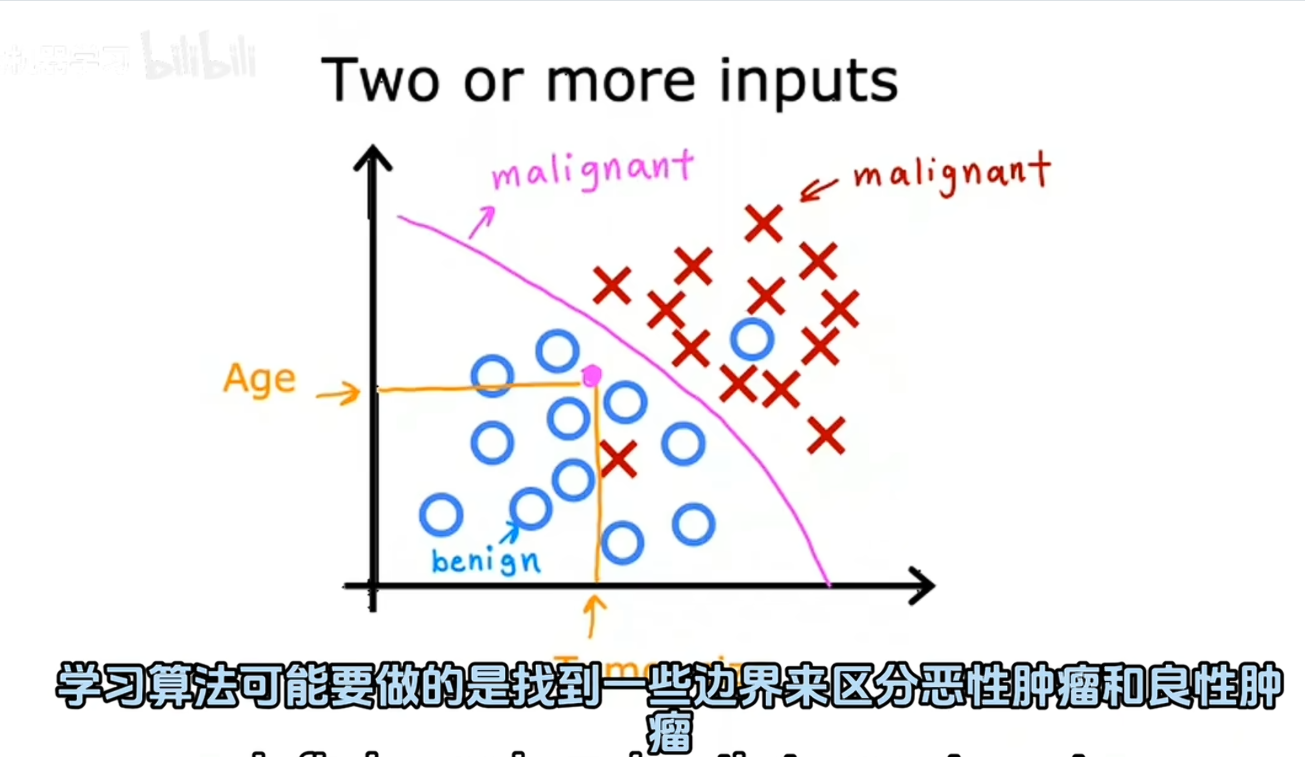 bilibili
Two or more inputs
malignant
malignant
Age
benign
学习算法可能要做的是找到一些边界来区分恶性肿瘤和良性肿
瘤